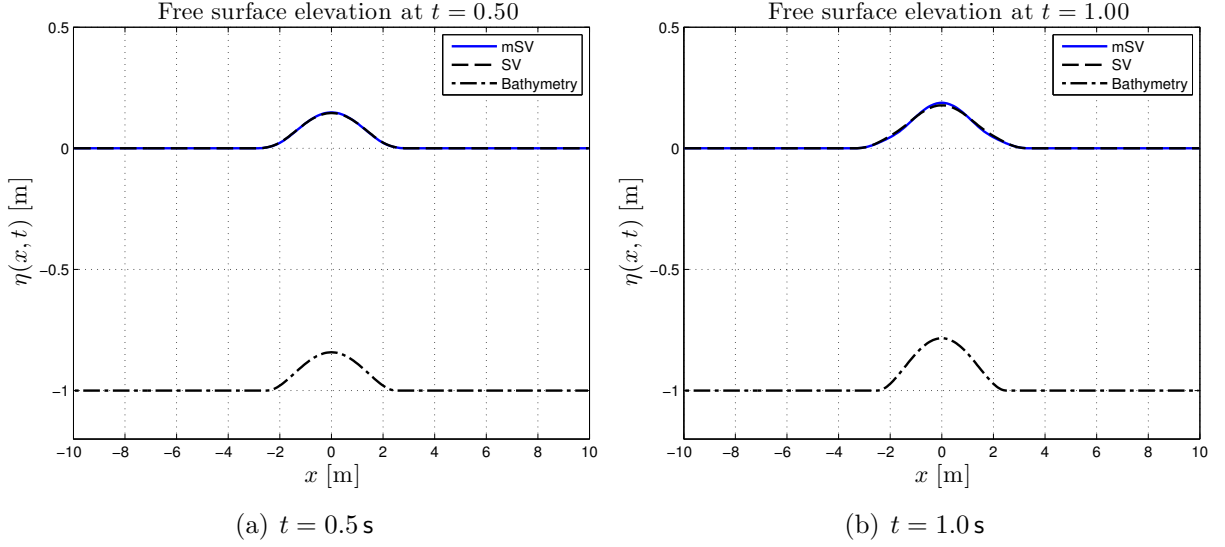 Free surface elevation at t = 0.50
0.5
0
−0.5
−1
η(x, t) [m]
mSV
SV
Bathymetry
−10 −8 −6 −4 −2 0 2 4 6 8 10
x [m]
(a) t = 0.5 s
Free surface elevation at t = 1.00
0.5
0
−0.5
−1
η(x, t) [m]
mSV
SV
Bathymetry
−10 −8 −6 −4 −2 0 2 4 6 8 10
x [m]
(b) t = 1.0 s